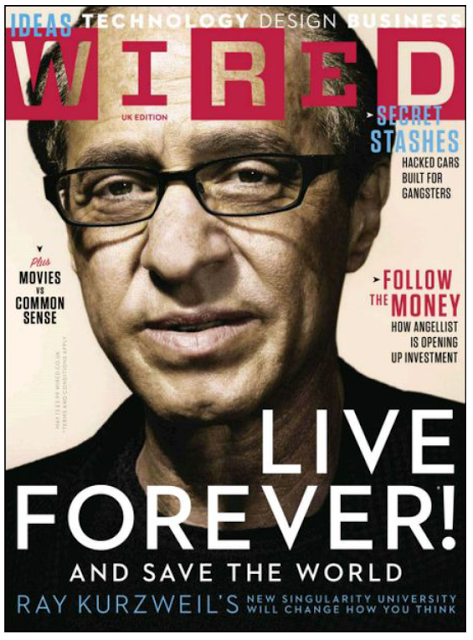 IDEAS TECHNOLOGY DESIGN BUSINESS
WIRED
UK EDITION
SECRET
STASHES
HACKED CARS
BUILT FOR
GANGSTERS
Plus
MOVIES
VS
COMMON
SENSE
FOLLOW
THE MONEY
HOW ANGELLIST
IS OPENING
UP INVESTMENT
LIVE
FOREVER!*
AND SAVE THE WORLD
RAY KURZWEIL'S NEW SINGULARITY UNIVERSITY
WILL CHANGE HOW YOU THINK